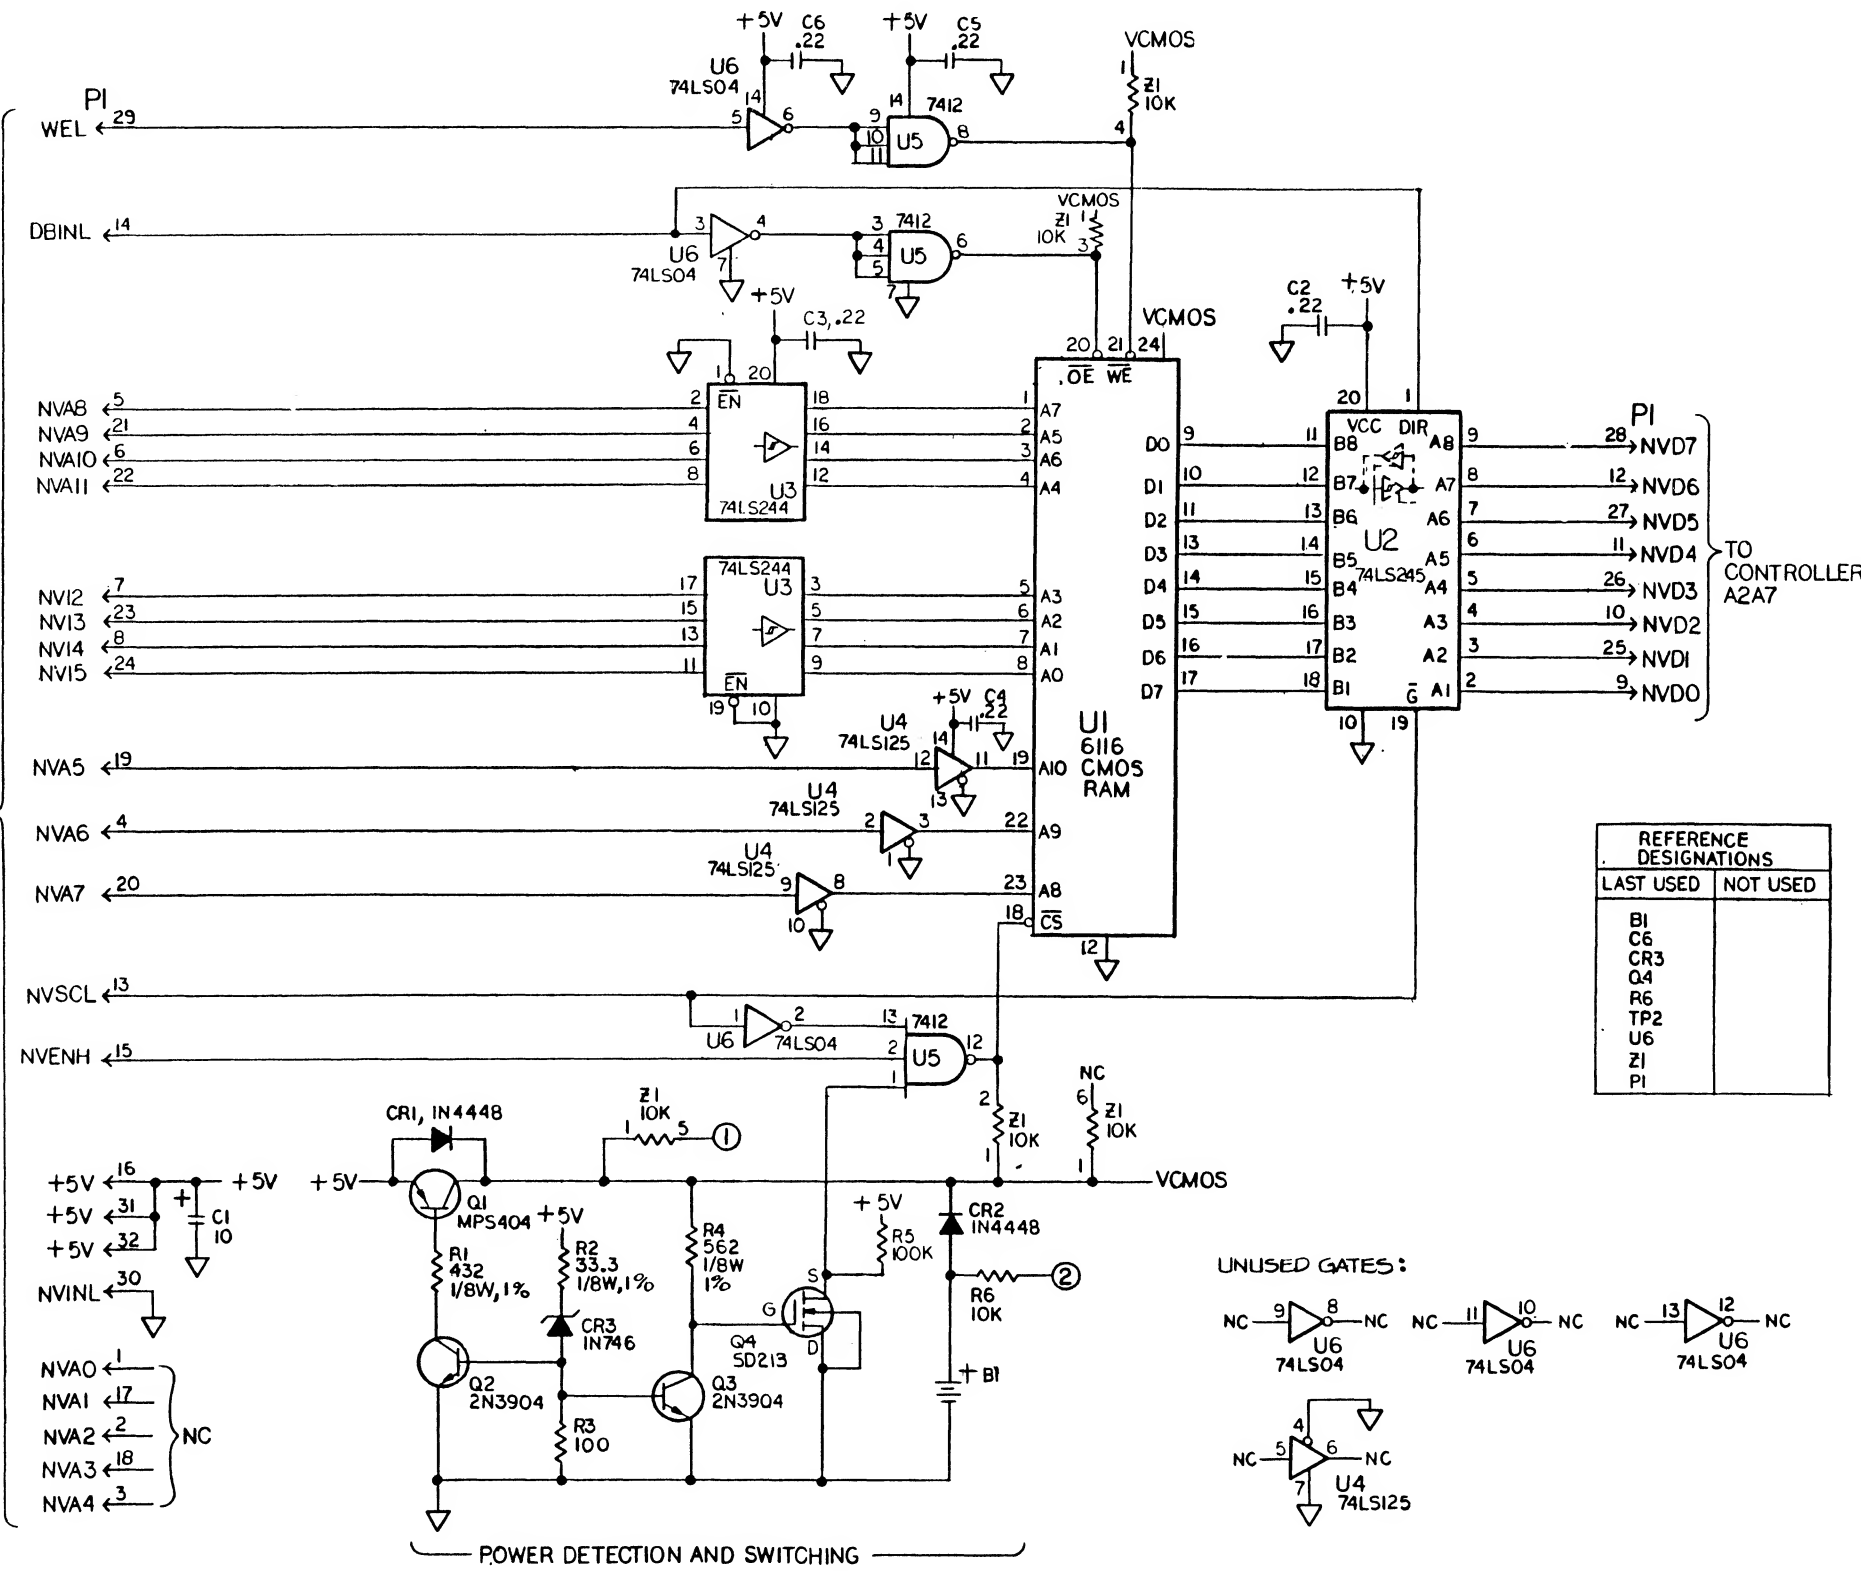 +5V C6 .22
+5V C5 .22
VCMOS
U6 74LS04 14
14 7412
1 Z1 10K
P1
WEL 29
5 6
9 10 11 U5 8
4
DBINL 14
3 4
U6 74LS04 7
7412
3 4 5 U5 6
7
VCMOS
Z1 1 10K 3
+5V
C3, .22
VCMOS
C2 .22 +5V
1 20
20 21 24
OE WE
20 1
VCC DIR
P1
NVA8 5
NVA9 21
NVA10 6
NVA11 22
2 EN 18
4 16
6 14
8 12
U3
74LS244
1 A7
2 A5
3 A6
4 A4
D0 9 11 B8 A8 9 28 NVD7
D1 10 12 B7 A7 8 12 NVD6
D2 11 13 B6 A6 7 27 NVD5
D3 13 14 B5 A5 6 11 NVD4
D4 14 15 B4 A4 5 26 NVD3
D5 15 16 B3 A3 4 10 NVD2
D6 16 17 B2 A2 3 25 NVD1
D7 17 18 B1 G A1 2 9 NVD0
U2
74LS245
10 19
TO
CONTROLLER
A2A7
74LS244
U3
NV12 7 17 3 5 A3
NV13 23 15 5 6 A2
NV14 8 13 7 7 A1
NV15 24 11 9 8 A0
EN
19 10
+5V C4 .22
U4
74LS125 14
NVA5 19 12 11 19 A10
13
U1
6116
CMOS
RAM
U4
74LS125
NVA6 4 2 3 22 A9
1
U4
74LS125
NVA7 20 9 8 23 A8
10
18 CS
12
NVSCL 13
1 2 13 7412
U6 74LS04
NVENH 15 2 U5 12
1
REFERENCE
DESIGNATIONS
LAST USED NOT USED
B1
C6
CR3
Q4
R6
TP2
U6
Z1
P1
CR1, 1N4448
Z1
10K
1 5 1
2 Z1 10K 1
NC
6 Z1 10K 1
+5V 16 +5V
+5V 31
+5V 32
+ C1 10
+5V
Q1
MPS404
VCMOS
R1
432
1/8W, 1%
+5V
R2
33.3
1/8W, 1%
R4
562
1/8W
1%
+5V
R5
100K
CR2
1N4448
R6
10K
2
NVINL 30
CR3
1N746
G S D
Q4
SD213
+ B1
Q2
2N3904
Q3
2N3904
R3
100
NVA0 1
NVA1 17
NVA2 2
NVA3 18
NVA4 3
NC
UNUSED GATES:
NC 9 8 NC
U6
74LS04
NC 11 10 NC
U6
74LS04
NC 13 12 NC
U6
74LS04
4
NC 5 6 NC
7 U4
74LS125
POWER DETECTION AND SWITCHING